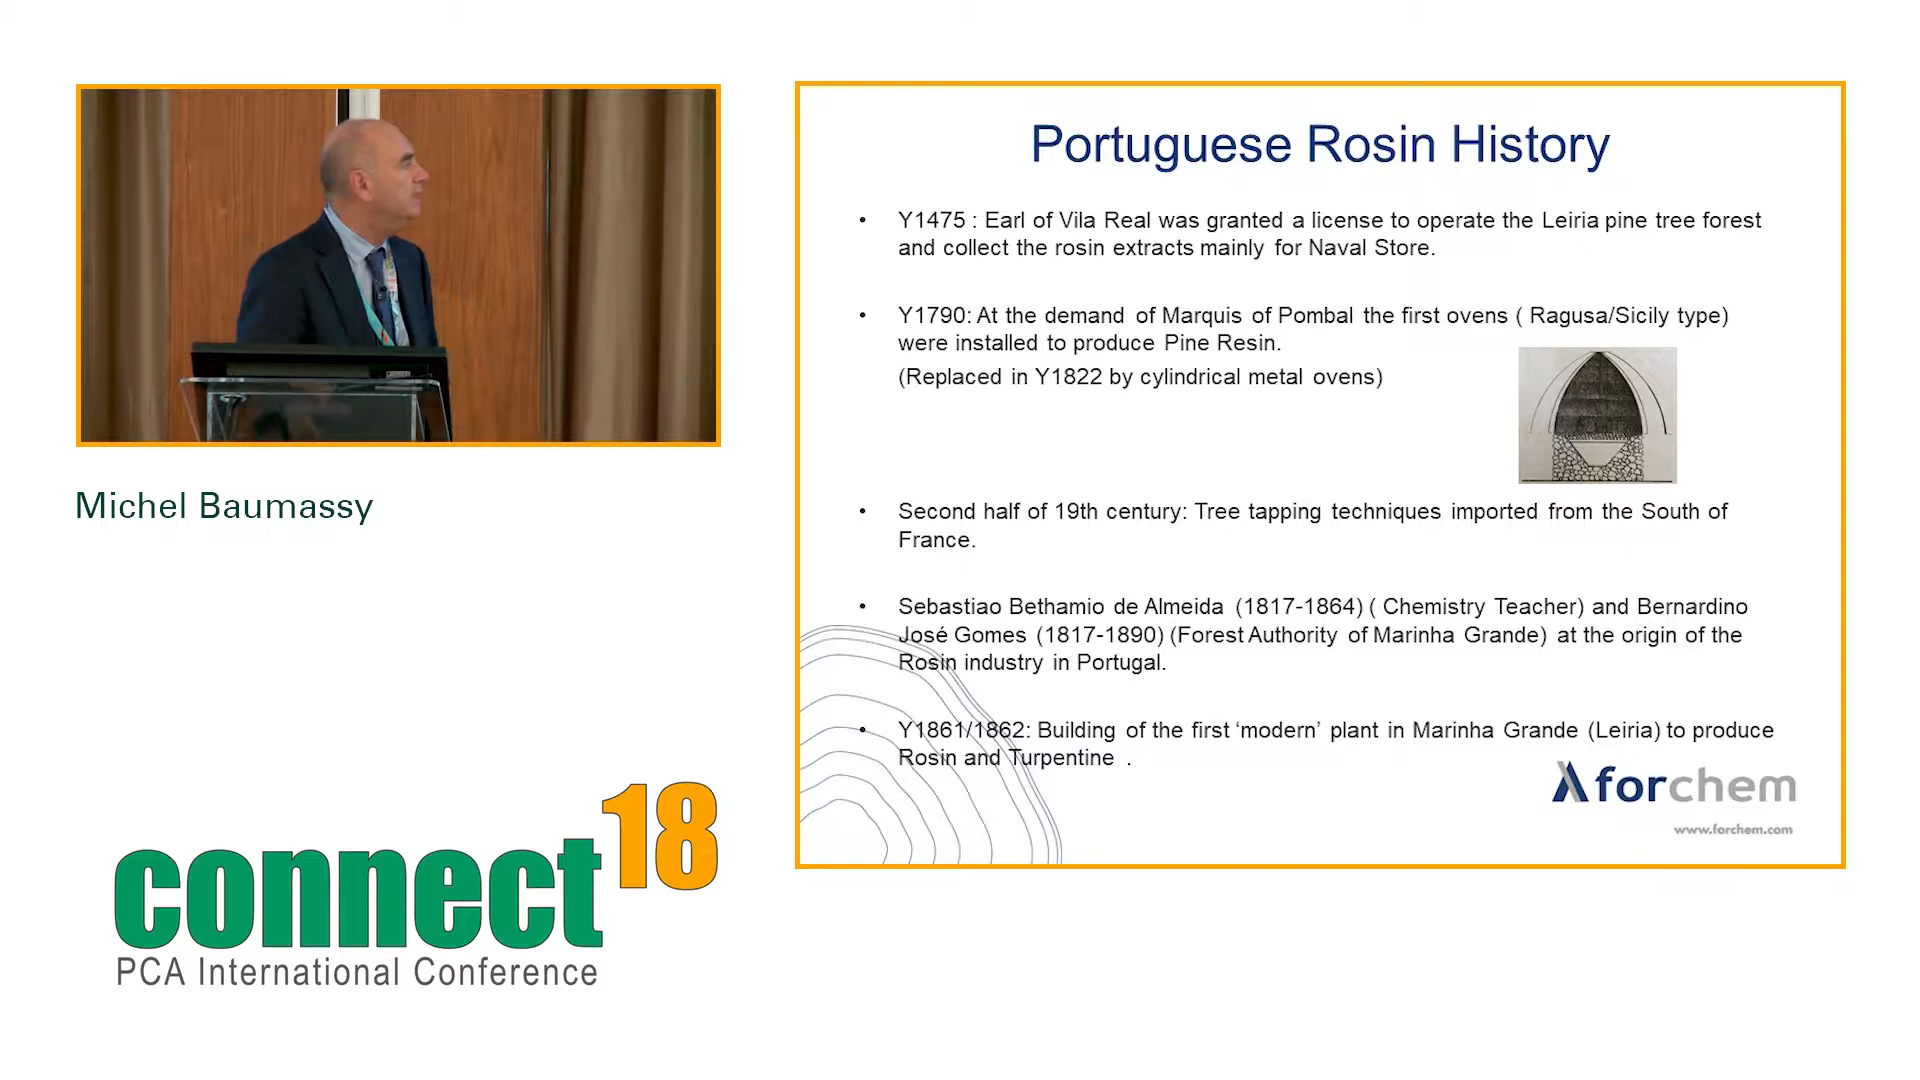 Portuguese Rosin History
• Y1475 : Earl of Vila Real was granted a license to operate the Leiria pine tree forest
and collect the rosin extracts mainly for Naval Store.
• Y1790: At the demand of Marquis of Pombal the first ovens ( Ragusa/Sicily type)
were installed to produce Pine Resin.
(Replaced in Y1822 by cylindrical metal ovens)
• Second half of 19th century: Tree tapping techniques imported from the South of
France.
• Sebastiao Bethamio de Almeida (1817-1864) ( Chemistry Teacher) and Bernardino
José Gomes (1817-1890) (Forest Authority of Marinha Grande) at the origin of the
Rosin industry in Portugal.
• Y1861/1862: Building of the first ‘modern’ plant in Marinha Grande (Leiria) to produce
Rosin and Turpentine .
forchem
www.forchem.com
Michel Baumassy
connect18
PCA International Conference